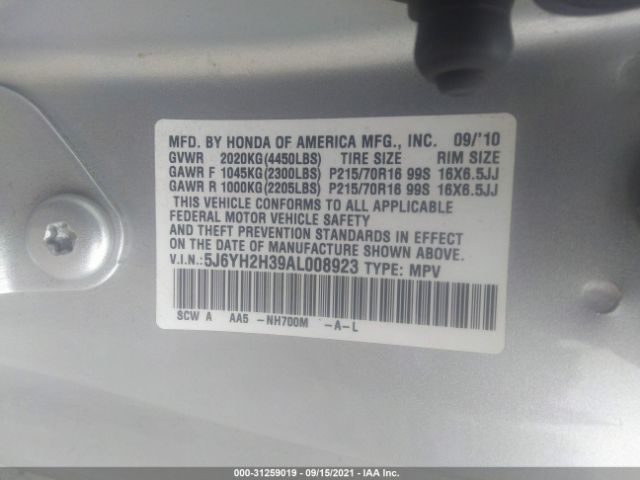 MFD. BY HONDA OF AMERICA MFG., INC. 09/'10
GVWR 2020KG(4450LBS) TIRE SIZE RIM SIZE
GAWR F 1045KG(2300LBS) P215/70R16 99S 16X6.5JJ
GAWR R 1000KG(2205LBS) P215/70R16 99S 16X6.5JJ
THIS VEHICLE CONFORMS TO ALL APPLICABLE
FEDERAL MOTOR VEHICLE SAFETY
AND THEFT PREVENTION STANDARDS IN EFFECT
ON THE DATE OF MANUFACTURE SHOWN ABOVE.
V.I.N.:5J6YH2H39AL008923 TYPE: MPV
SCW A AA5 -NH700M -A-L
000-31259019 - 09/15/2021 - IAA Inc.